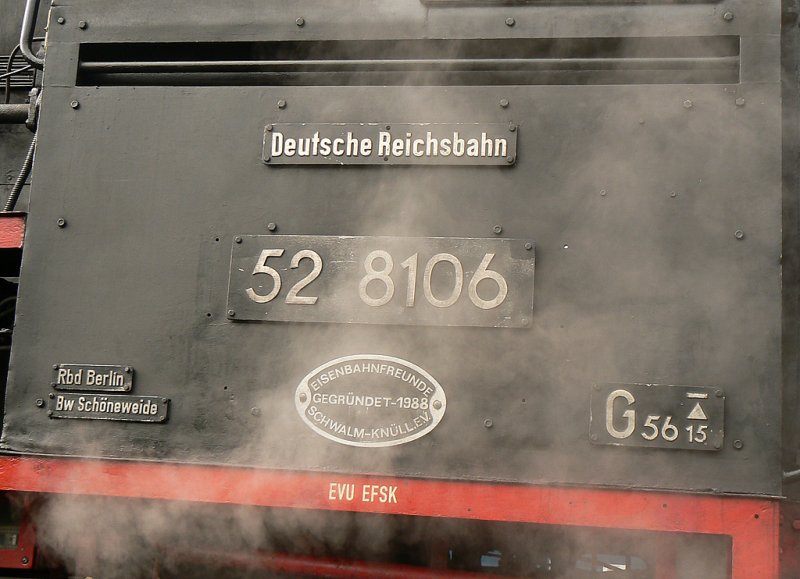 Deutsche Reichsbahn
52 8106
Rbd Berlin
Bw Schöneweide
EISENBAHNFREUNDE
GEGRÜNDET-1988
SCHWALM-KNÜLL E.V.
G 56 15
EVU EFSK